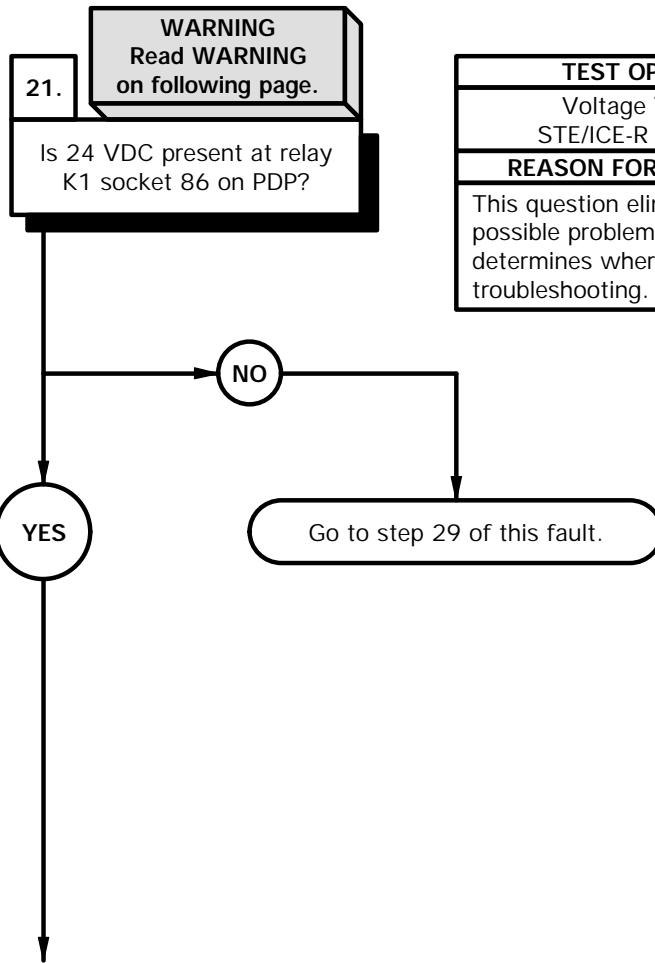 WARNING
Read WARNING
on following page.
21.
Is 24 VDC present at relay
K1 socket 86 on PDP?
TEST OP
Voltage
STE/ICE-R
REASON FOR
This question
possible problem
determines
troubleshooting.
NO
YES
Go to step 29 of this fault.